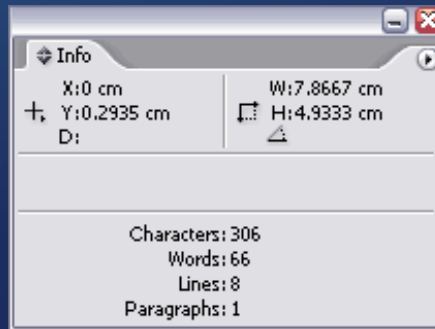 Info
X:0 cm W:7.8667 cm
Y:0.2935 cm H:4.9333 cm
D:
Characters:306
Words:66
Lines:8
Paragraphs:1